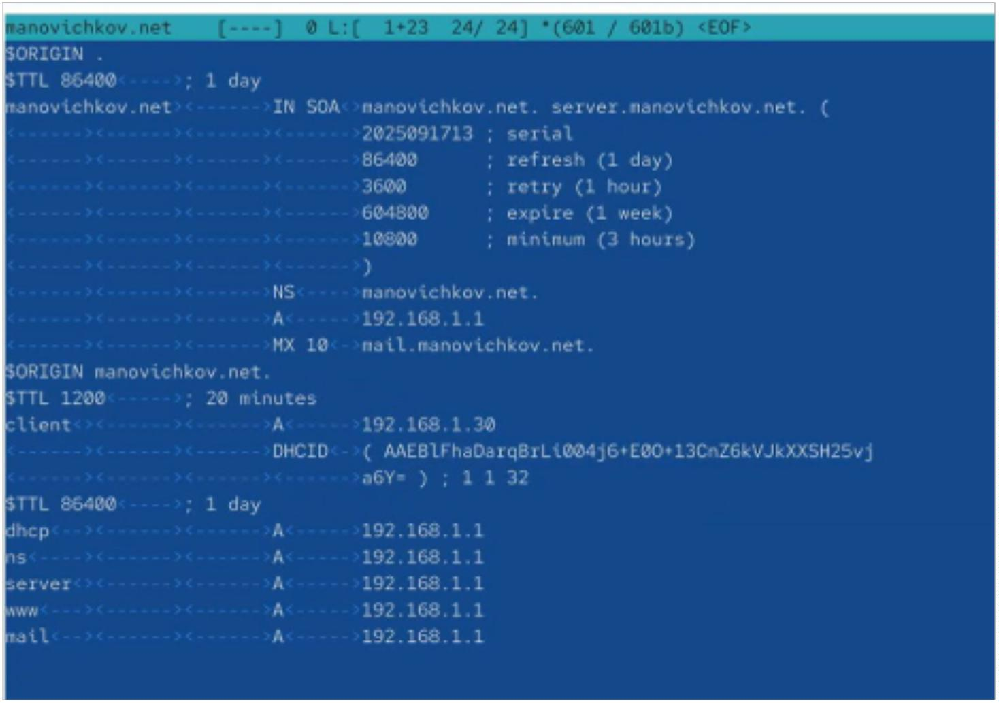 manovichkov.net    [----]  0 L:[  1+23  24/ 24] *(601 / 601b) <EOF>
$ORIGIN .
$TTL 86400<---->; 1 day
manovichkov.net><------>IN SOA<>manovichkov.net. server.manovichkov.net. (
<------><------><------><------>2025091713 ; serial
<------><------><------><------>86400      ; refresh (1 day)
<------><------><------><------>3600       ; retry (1 hour)
<------><------><------><------>604800     ; expire (1 week)
<------><------><------><------>10800      ; minimum (3 hours)
<------><------><------><------>)
<------><------><------>NS<---->manovichkov.net.
<------><------><------>A<----->192.168.1.1
<------><------><------>MX 10<->mail.manovichkov.net.
$ORIGIN manovichkov.net.
$TTL 1200<----->; 20 minutes
client<><------><------>A<----->192.168.1.30
<------><------><------>DHCID<->( AAEBlFhaDarqBrLi004j6+E0O+13CnZ6kVJkXXSH25vj
<------><------><------><------>a6Y= ) ; 1 1 32
$TTL 86400<---->; 1 day
dhcp<--><------><------>A<----->192.168.1.1
ns<----><------><------>A<----->192.168.1.1
server<><------><------>A<----->192.168.1.1
www<---><------><------>A<----->192.168.1.1
mail<--><------><------>A<----->192.168.1.1